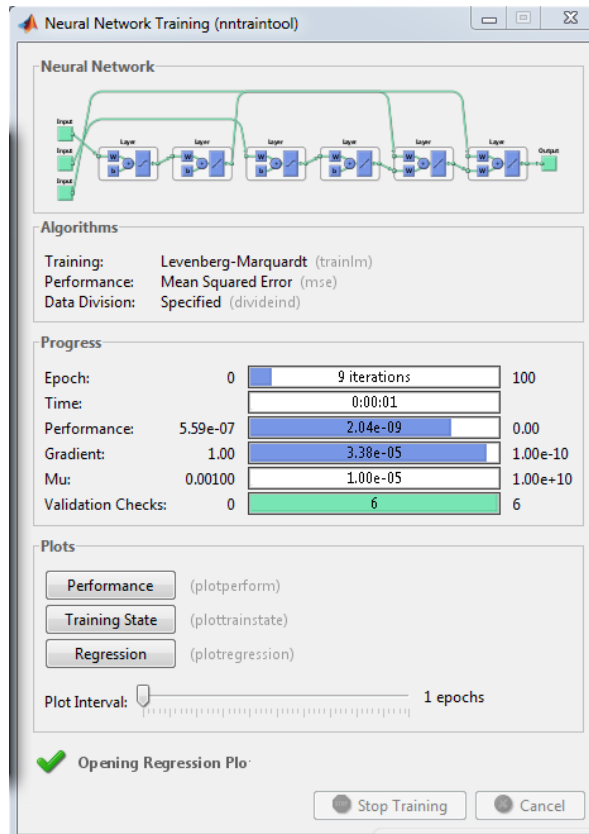 Neural Network Training (nntraintool)
Neural Network
Input
Input
Input
Layer Layer Layer Layer Layer Layer
W W W W W W
b b b b W W
Output
Algorithms
Training: Levenberg-Marquardt (trainlm)
Performance: Mean Squared Error (mse)
Data Division: Specified (divideind)
Progress
Epoch: 0 9 iterations 100
Time: 0:00:01
Performance: 5.59e-07 2.04e-09 0.00
Gradient: 1.00 3.38e-05 1.00e-10
Mu: 0.00100 1.00e-05 1.00e+10
Validation Checks: 0 6 6
Plots
Performance (plotperform)
Training State (plottrainstate)
Regression (plotregression)
Plot Interval: 1 epochs
Opening Regression Plo
Stop Training Cancel